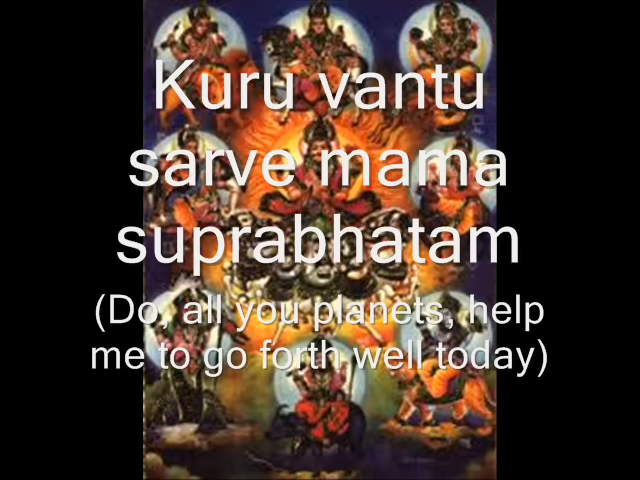 Kuru vantu
sarve mama
suprabhatam
(Do, all you planets, help
me to go forth well today)